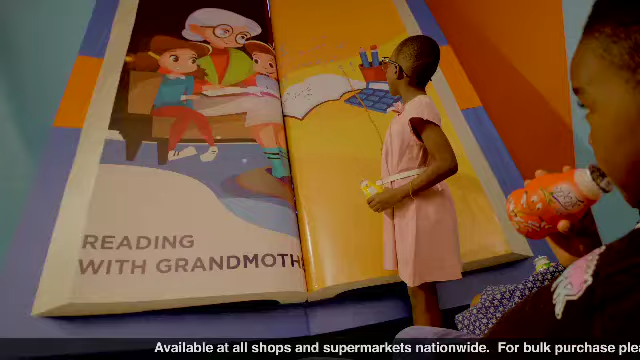 READING
WITH GRANDMOTH
Available at all shops and supermarkets nationwide. For bulk purchase ple